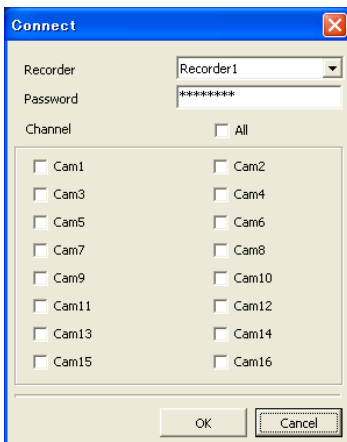 Connect
Recorder Recorder1
Password ********
Channel All
Cam1 Cam2
Cam3 Cam4
Cam5 Cam6
Cam7 Cam8
Cam9 Cam10
Cam11 Cam12
Cam13 Cam14
Cam15 Cam16
OK Cancel